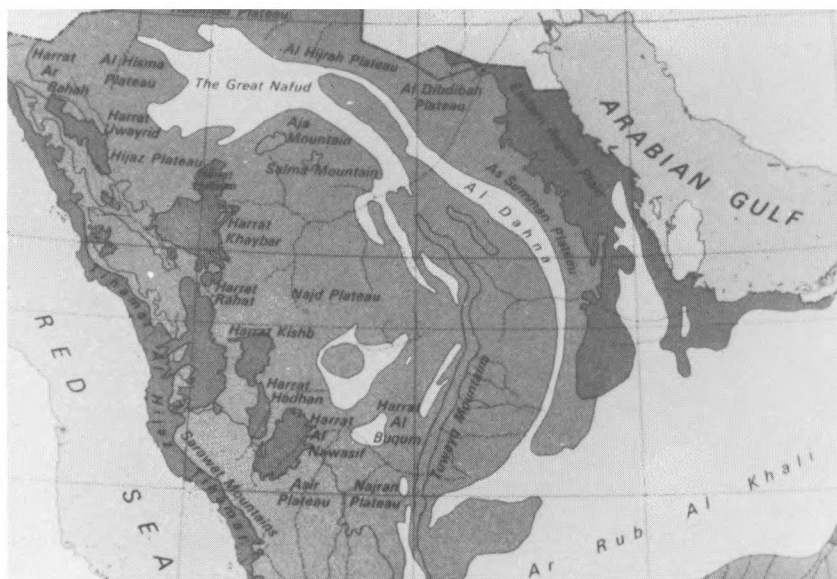 Harrat
Ar
Rahah
Al Hisma
Plateau
The Great Nafud
Al Hijrah Plateau
Al Dibdibah
Plateau
Harrat
Uwayrid
Hijaz Plateau
Aja
Mountain
Salma Mountain
ARABIAN GULF
Al Dahna
As Summan Plateau
Harrat
Khaybar
Harrat
Rahat
Najd Plateau
Harrat Kishb
Harrat
Hadhan
Harrat
Al
Nawasif
Harrat
Al
Buqum
Tuwayq Mountains
Sarawat Mountains
Asir
Plateau
Najran
Plateau
RED
SEA
Ar Rub Al Khali